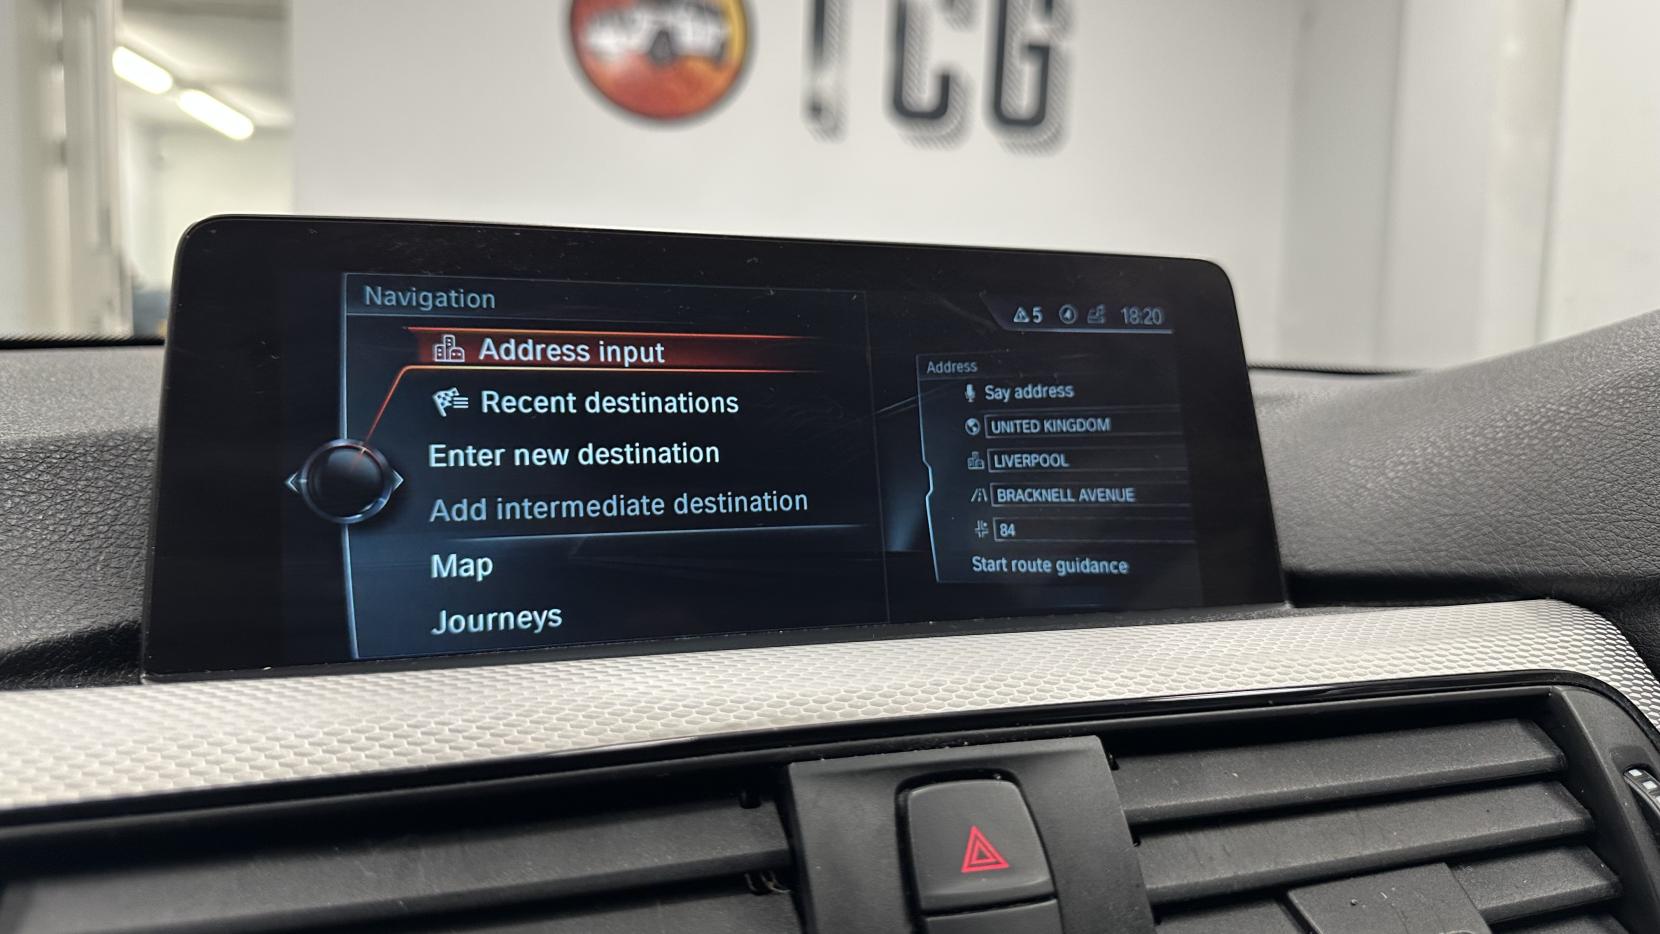 TCG
Navigation
Address input
Recent destinations
Enter new destination
Add intermediate destination
Map
Journeys
5 18:20
Address
Say address
UNITED KINGDOM
LIVERPOOL
BRACKNELL AVENUE
84
Start route guidance